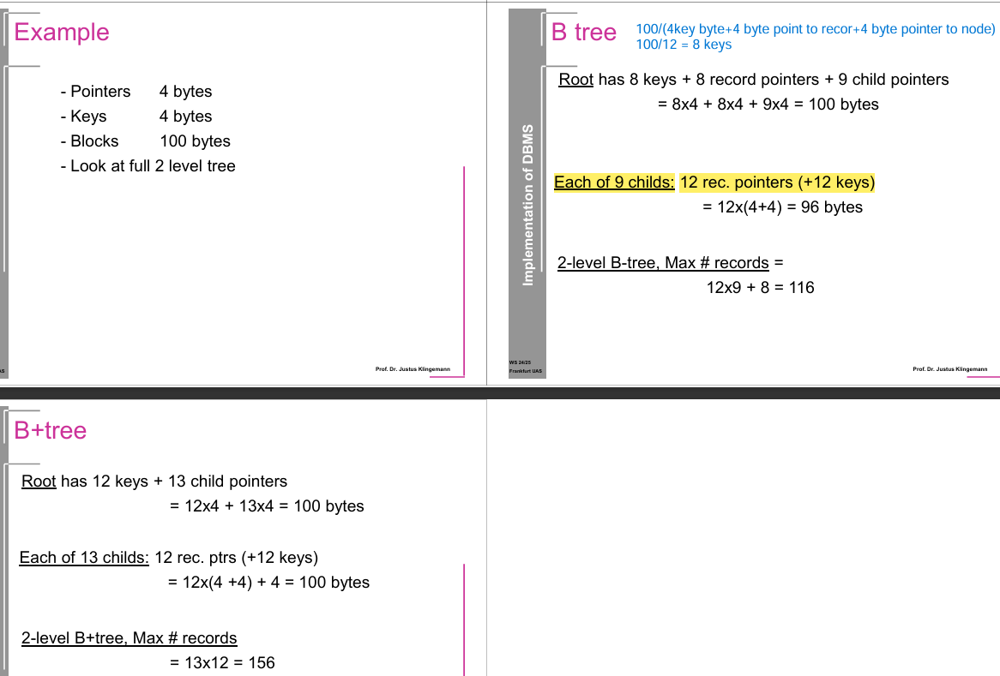 Example
- Pointers 4 bytes
- Keys 4 bytes
- Blocks 100 bytes
- Look at full 2 level tree
AS
Prof. Dr. Justus Klingemann
B tree
100/(4key byte+4 byte point to recor+4 byte pointer to node)
100/12 = 8 keys
Root has 8 keys + 8 record pointers + 9 child pointers
= 8x4 + 8x4 + 9x4 = 100 bytes
Each of 9 childs: 12 rec. pointers (+12 keys)
= 12x(4+4) = 96 bytes
2-level B-tree, Max # records =
12x9 + 8 = 116
Implementation of DBMS
WS 24/25
Frankfurt UAS
Prof. Dr. Justus Klingemann
B+tree
Root has 12 keys + 13 child pointers
= 12x4 + 13x4 = 100 bytes
Each of 13 childs: 12 rec. ptrs (+12 keys)
= 12x(4 +4) + 4 = 100 bytes
2-level B+tree, Max # records
= 13x12 = 156